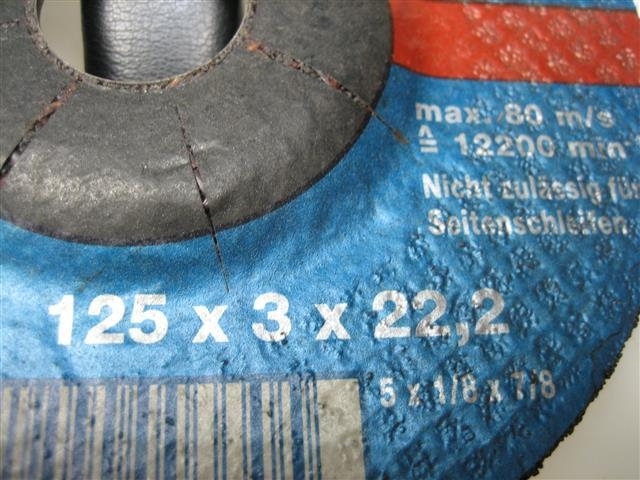 max. 80 m/s
≙ 12200 min
Nicht zulässig für
Seitenschleifen
125 x 3 x 22,2
5 x 1/8 x 7/8